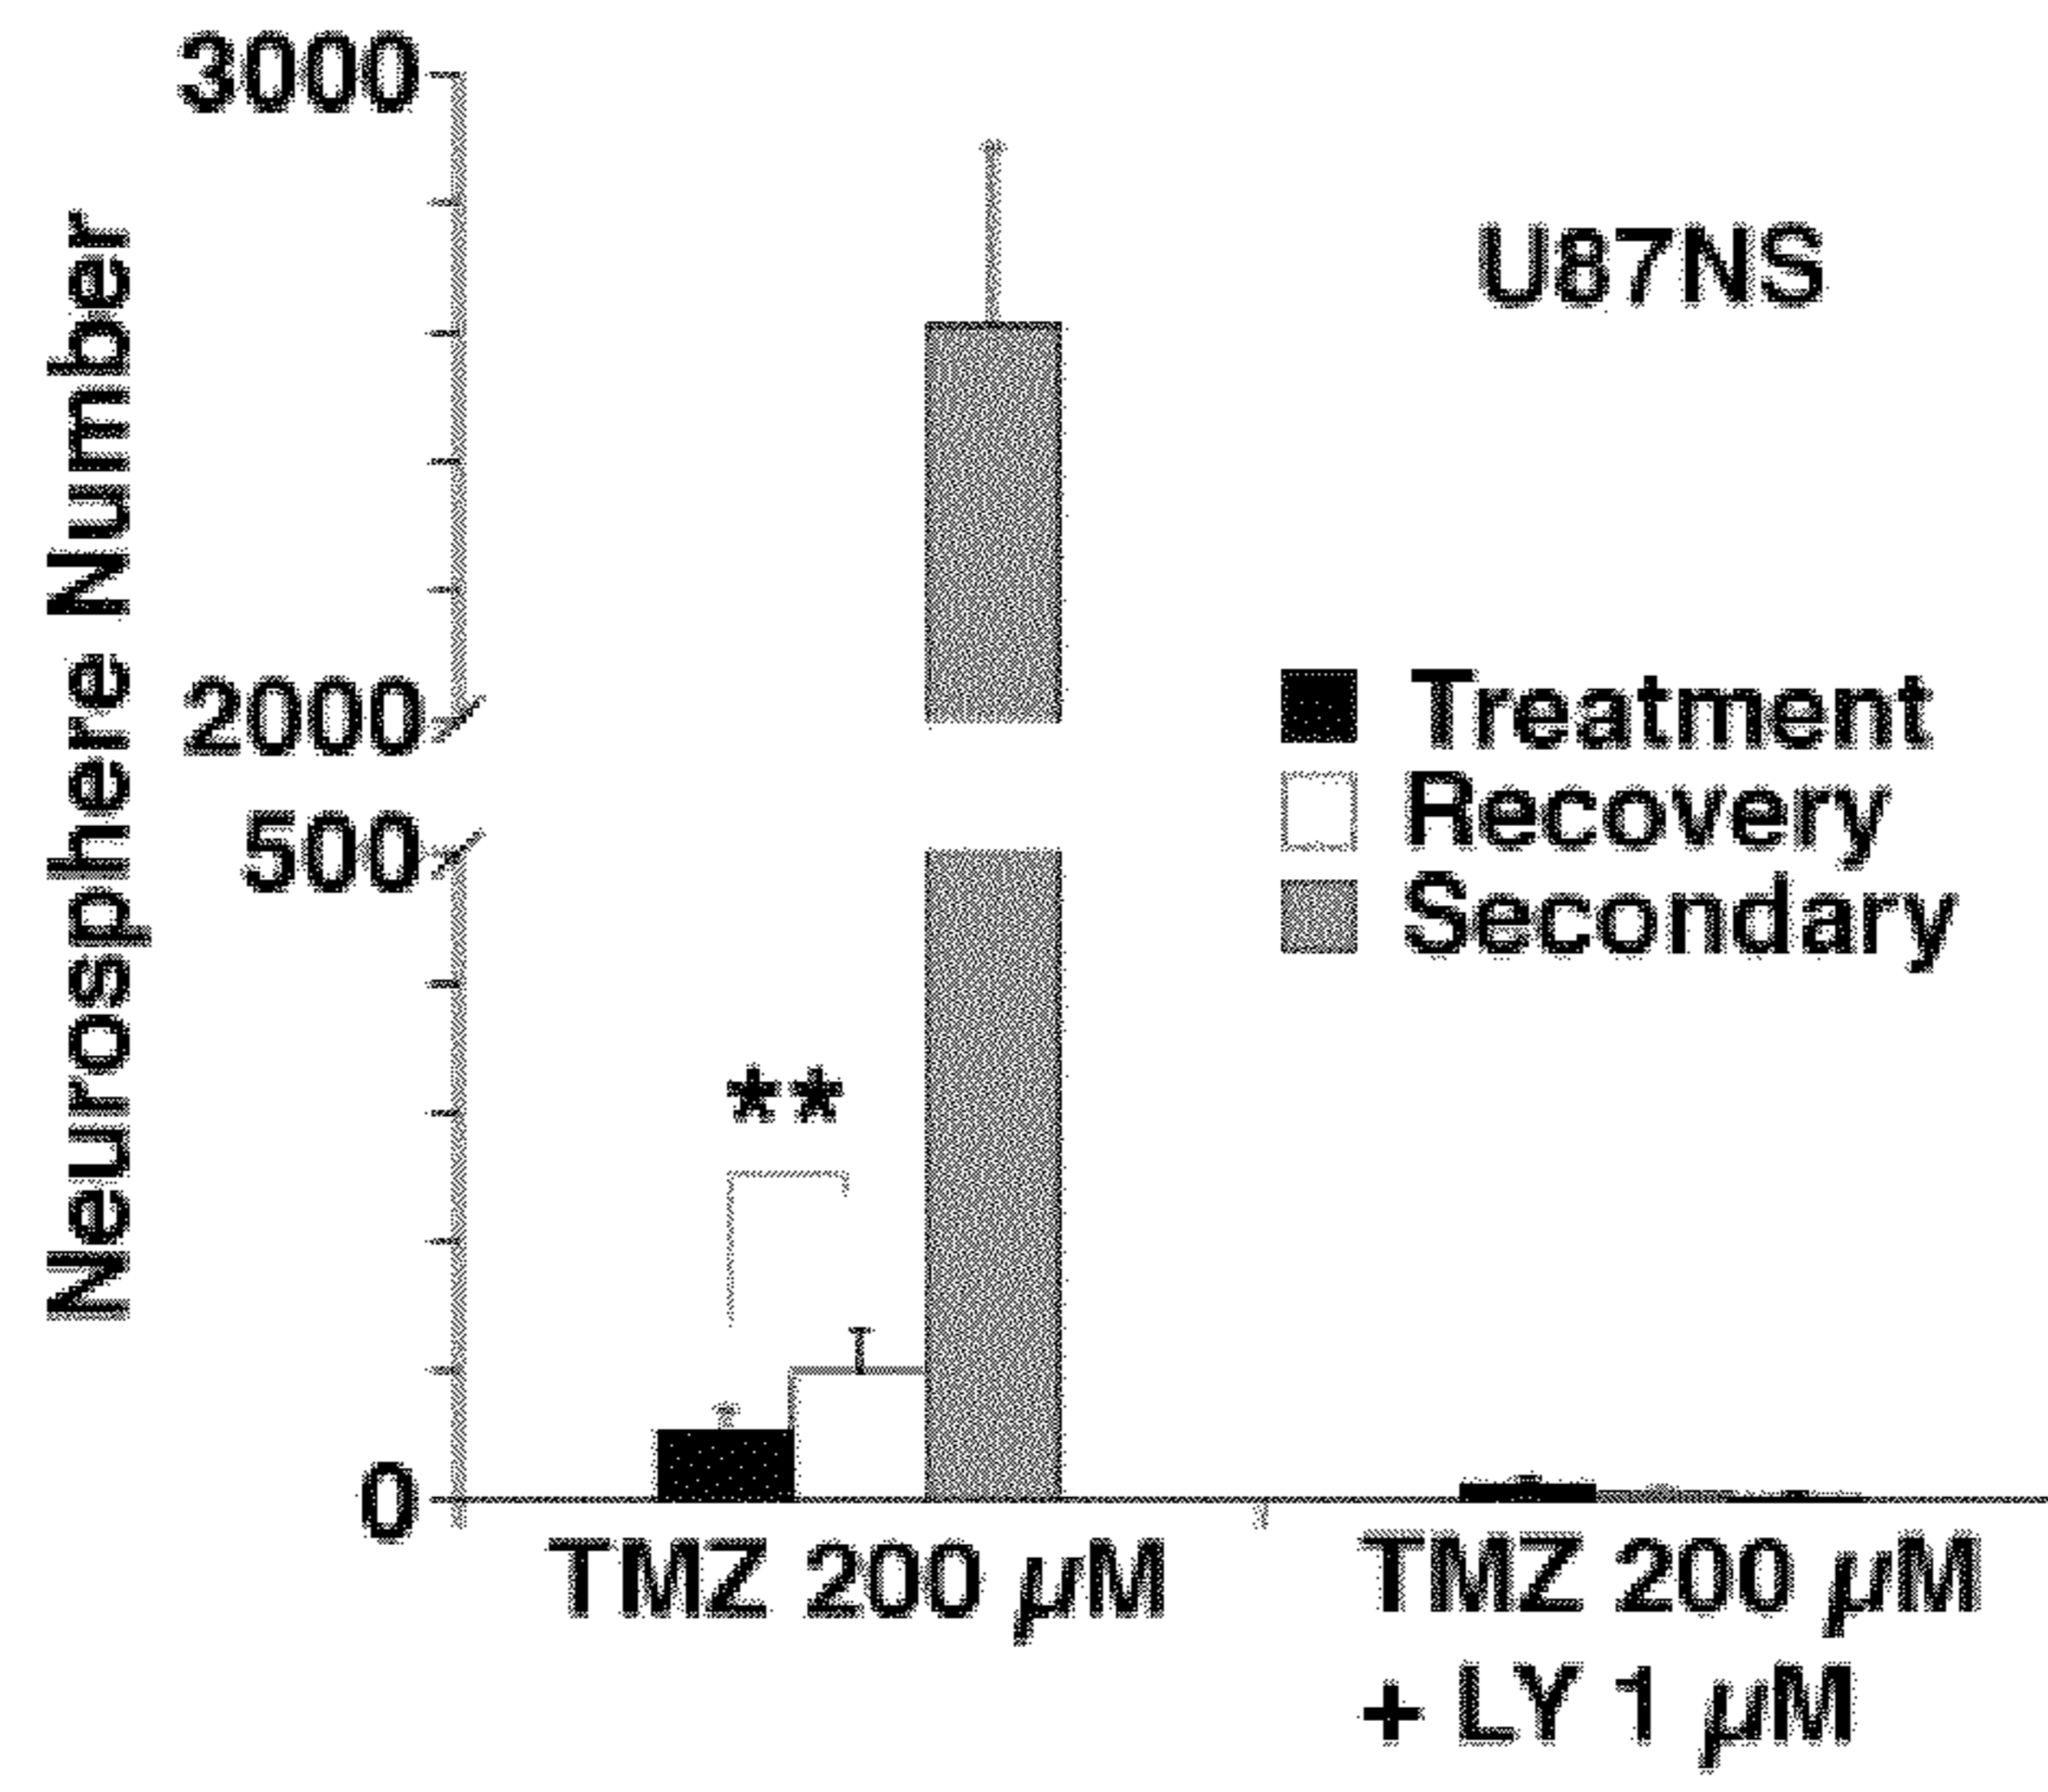 3000
Neurosphere Number
U87NS
2000
Treatment
500
Recovery
Secondary
**
0
TMZ 200 µM
TMZ 200 µM
+ LY 1 µM